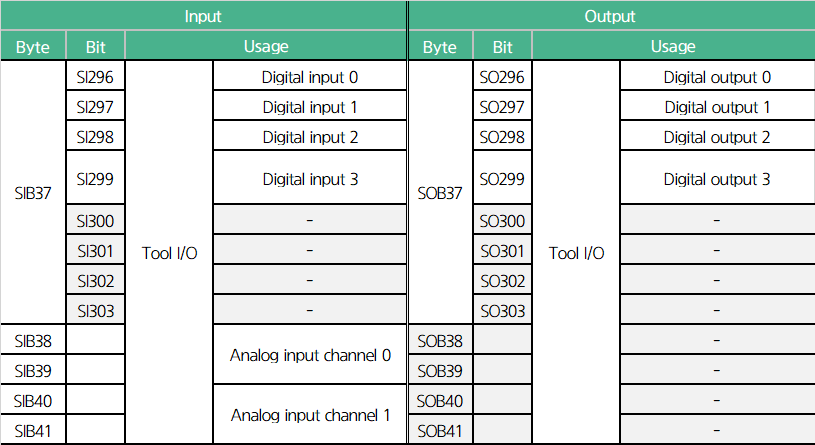 Input Output
Byte Bit Usage Byte Bit Usage
SIB37 SI296 Tool I/O Digital input 0 SOB37 SO296 Tool I/O Digital output 0
SI297 Digital input 1 SO297 Digital output 1
SI298 Digital input 2 SO298 Digital output 2
SI299 Digital input 3 SO299 Digital output 3
SI300 - SO300 -
SI301 - SO301 -
SI302 - SO302 -
SI303 - SO303 -
SIB38 Analog input channel 0 SOB38 -
SIB39 SOB39 -
SIB40 Analog input channel 1 SOB40 -
SIB41 SOB41 -